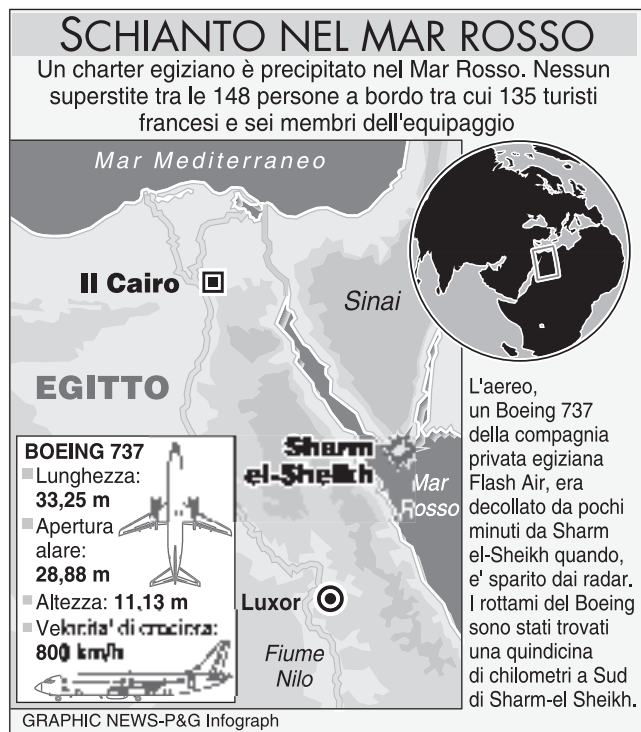 SCHIANTO NEL MAR ROSSO
Un charter egiziano è precipitato nel Mar Rosso. Nessun
superstite tra le 148 persone a bordo tra cui 135 turisti
francesi e sei membri dell'equipaggio
Mar Mediterraneo
Il Cairo
Sinai
EGITTO
Sharm
el-Sheikh
Mar
Rosso
Luxor
Fiume
Nilo
BOEING 737
Lunghezza:
33,25 m
Apertura
alare:
28,88 m
Altezza: 11,13 m
Velocita' di crociera:
800 km/h
L'aereo,
un Boeing 737
della compagnia
privata egiziana
Flash Air, era
decollato da pochi
minuti da Sharm
el-Sheikh quando,
e' sparito dai radar.
I rottami del Boeing
sono stati trovati
una quindicina
di chilometri a Sud
di Sharm-el Sheikh.
GRAPHIC NEWS-P&G Infograph